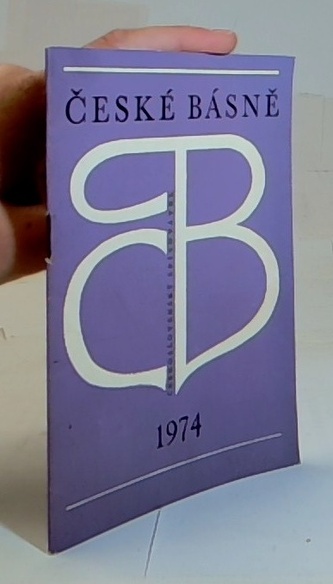 ČESKÉ BÁSNĚ
ČESKOSLOVENSKÝ SPISOVATEL
1974